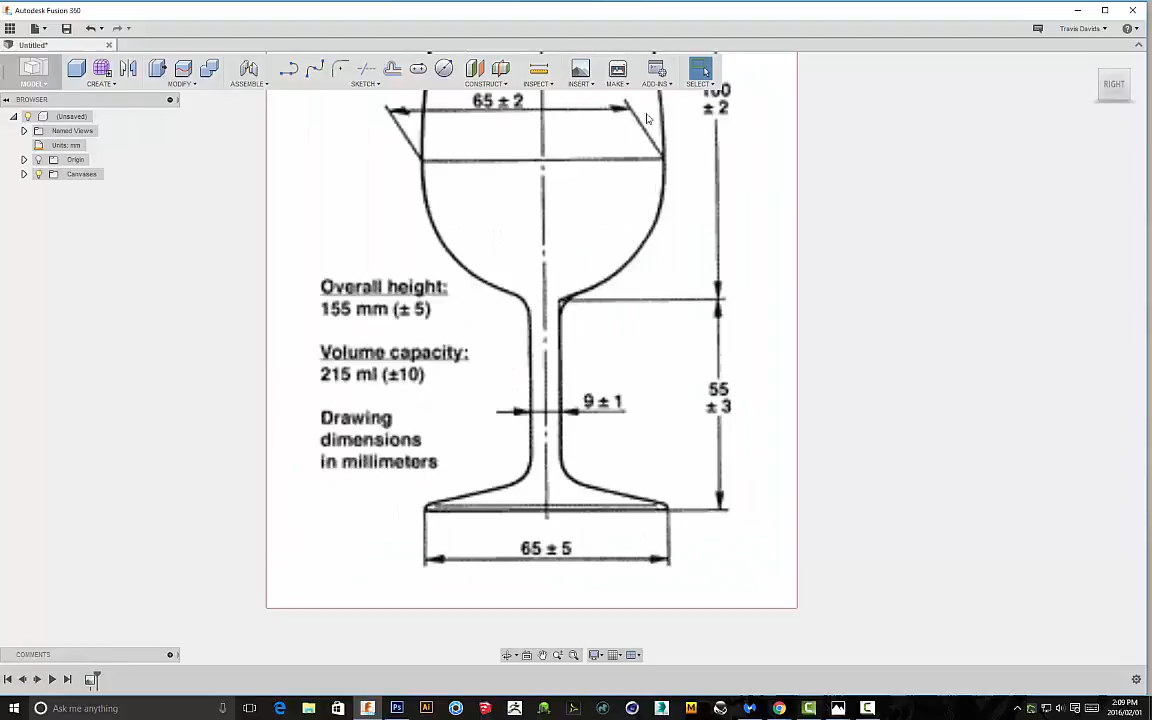 Autodesk Fusion 360
Travis Davids
Untitled*
MODEL
CREATE
MODIFY
ASSEMBLE
SKETCH
CONSTRUCT
INSPECT
INSERT
MAKE
ADD-INS
SELECT
BROWSER
RIGHT
(Unsaved)
Named Views
Units: mm
Origin
Canvases
65 ± 2
± 2
Overall height:
155 mm (± 5)
Volume capacity:
215 ml (±10)
Drawing
dimensions
in millimeters
9 ± 1
55
± 3
65 ± 5
COMMENTS
Ask me anything
2:09 PM
2016/02/01